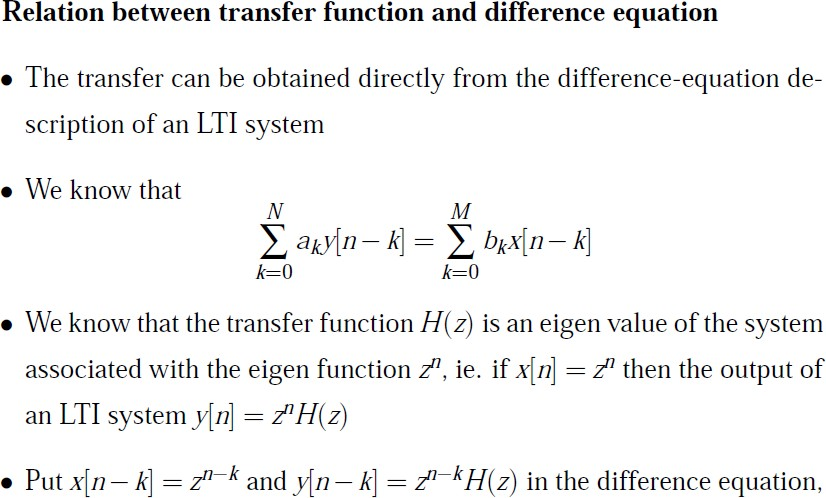 Relation between transfer function and difference equation
• The transfer can be obtained directly from the difference-equation de-
scription of an LTI system
• We know that
$\sum_{k=0}^{N} a_k y[n-k] = \sum_{k=0}^{M} b_k x[n-k]$
• We know that the transfer function $H(z)$ is an eigen value of the system
associated with the eigen function $z^n$, ie. if $x[n] = z^n$ then the output of
an LTI system $y[n] = z^n H(z)$
• Put $x[n-k] = z^{n-k}$ and $y[n-k] = z^{n-k} H(z)$ in the difference equation,